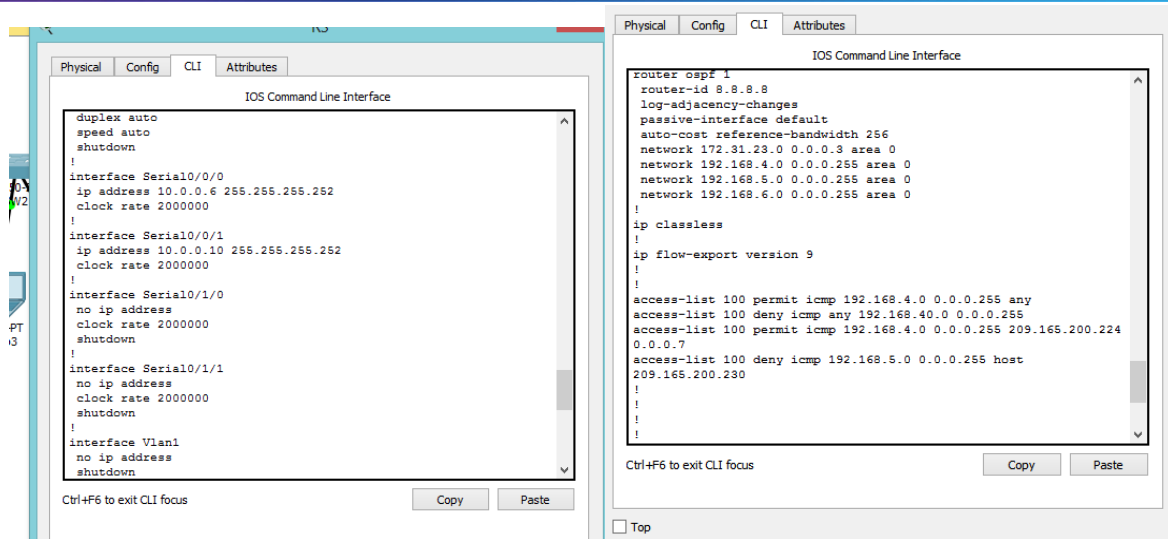 R3
Physical Config CLI Attributes
IOS Command Line Interface
duplex auto
speed auto
shutdown
!
interface Serial0/0/0
ip address 10.0.0.6 255.255.255.252
clock rate 2000000
!
interface Serial0/0/1
ip address 10.0.0.10 255.255.255.252
clock rate 2000000
!
interface Serial0/1/0
no ip address
clock rate 2000000
shutdown
!
interface Serial0/1/1
no ip address
clock rate 2000000
shutdown
!
interface Vlan1
no ip address
shutdown
Ctrl+F6 to exit CLI focus
Copy Paste
Physical Config CLI Attributes
IOS Command Line Interface
router ospf 1
router-id 8.8.8.8
log-adjacency-changes
passive-interface default
auto-cost reference-bandwidth 256
network 172.31.23.0 0.0.0.3 area 0
network 192.168.4.0 0.0.0.255 area 0
network 192.168.5.0 0.0.0.255 area 0
network 192.168.6.0 0.0.0.255 area 0
!
ip classless
!
ip flow-export version 9
!
!
access-list 100 permit icmp 192.168.4.0 0.0.0.255 any
access-list 100 deny icmp any 192.168.40.0 0.0.0.255
access-list 100 permit icmp 192.168.4.0 0.0.0.255 209.165.200.224
0.0.0.7
access-list 100 deny icmp 192.168.5.0 0.0.0.255 host
209.165.200.230
!
!
!
!
Ctrl+F6 to exit CLI focus
Copy Paste
Top